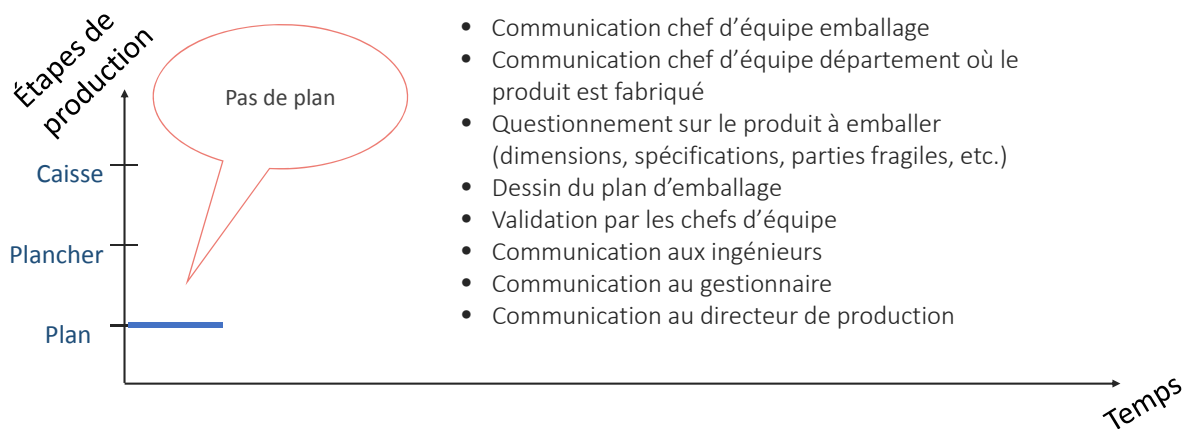 Étapes de
production
Pas de plan
Caisse
Plancher
Plan
Temps
• Communication chef d’équipe emballage
• Communication chef d’équipe département où le
produit est fabriqué
• Questionnement sur le produit à emballer
(dimensions, spécifications, parties fragiles, etc.)
• Dessin du plan d’emballage
• Validation par les chefs d’équipe
• Communication aux ingénieurs
• Communication au gestionnaire
• Communication au directeur de production